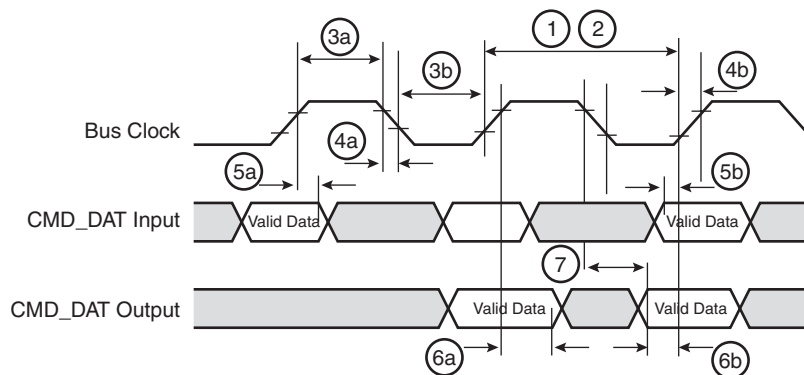 1 2
3a
3b
4b
Bus Clock
4a
5a
5b
CMD_DAT Input
Valid Data
Valid Data
7
CMD_DAT Output
Valid Data
Valid Data
6a
6b